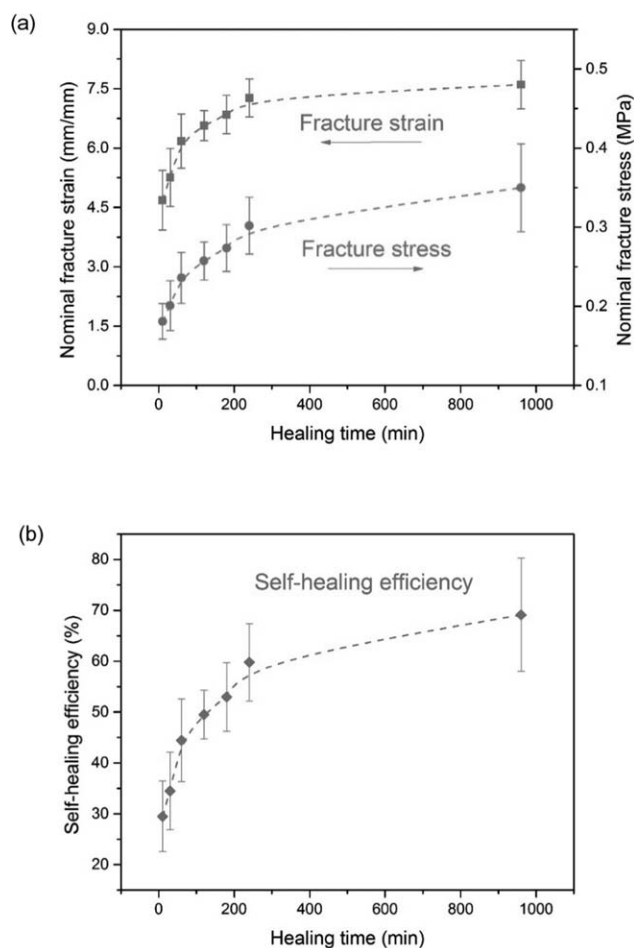 (a)
9.0
7.5
6.0
4.5
3.0
1.5
0.0
Nominal fracture strain (mm/mm)
0.5
0.4
0.3
0.2
0.1
Nominal fracture stress (MPa)
Fracture strain
Fracture stress
0 200 400 600 800 1000
Healing time (min)
(b)
80
70
60
50
40
30
20
Self-healing efficiency (%)
Self-healing efficiency
0 200 400 600 800 1000
Healing time (min)